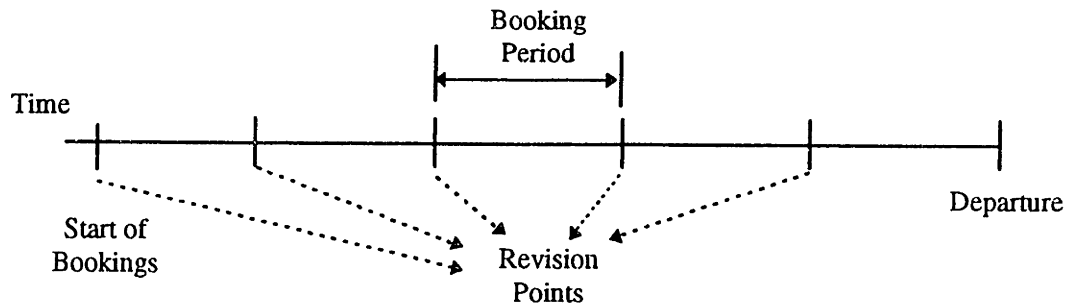 Booking
Period
Time
Departure
Start of
Bookings
Revision
Points